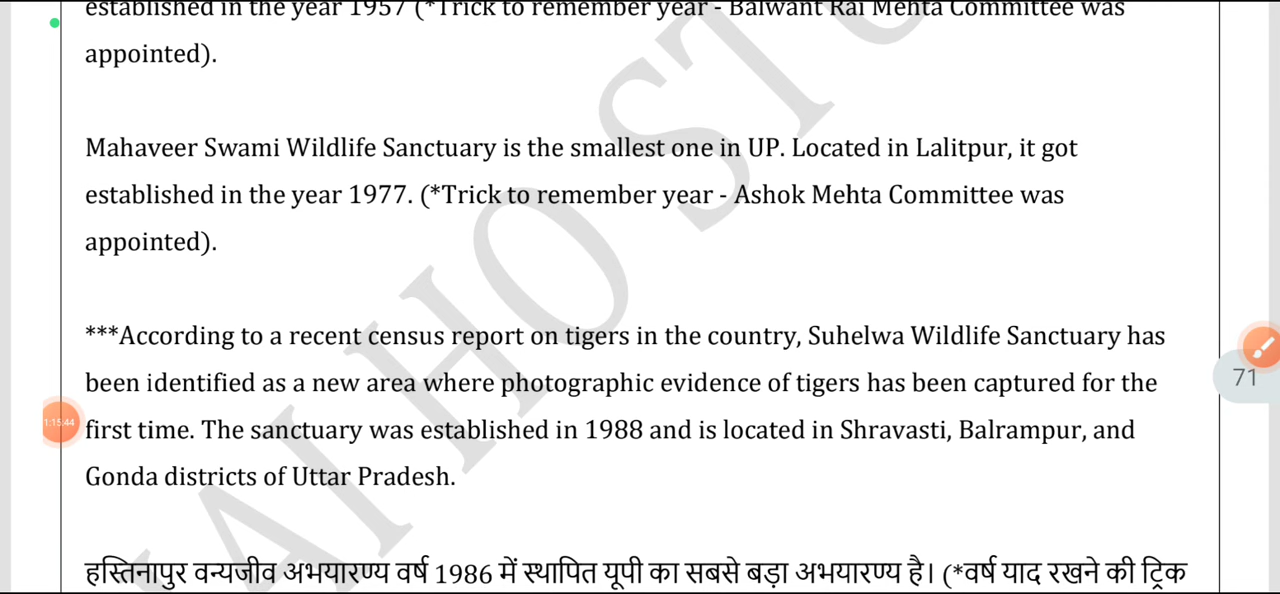 established in the year 1957 (*Trick to remember year - Balwant Rai Mehta Committee was
appointed).
Mahaveer Swami Wildlife Sanctuary is the smallest one in UP. Located in Lalitpur, it got
established in the year 1977. (*Trick to remember year - Ashok Mehta Committee was
appointed).
***According to a recent census report on tigers in the country, Suhelwa Wildlife Sanctuary has
been identified as a new area where photographic evidence of tigers has been captured for the
71
1:15:44
first time. The sanctuary was established in 1988 and is located in Shravasti, Balrampur, and
Gonda districts of Uttar Pradesh.
हस्तिनापुर वन्यजीव अभयारण्य वर्ष 1986 में स्थापित यूपी का सबसे बड़ा अभयारण्य है। (*वर्ष याद रखने की ट्रिक